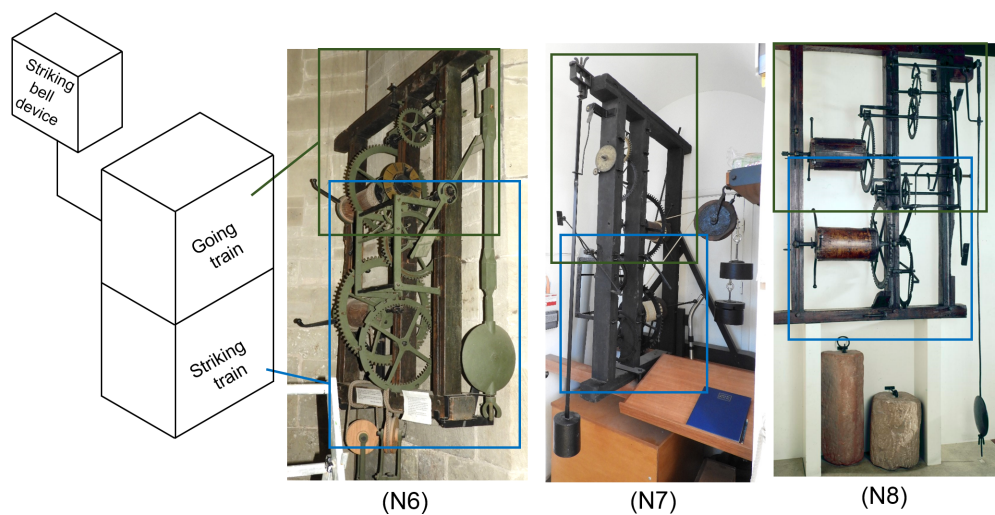 Striking
bell
device
Going
train
Striking
train
(N6)
(N7)
(N8)